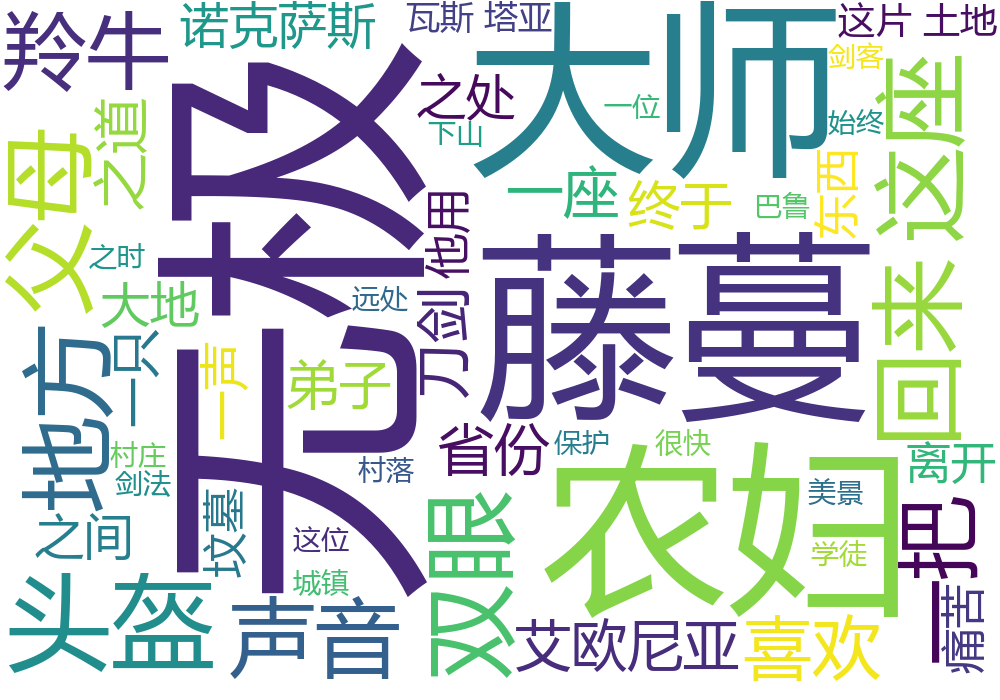 羚牛
诺克萨斯
瓦斯 塔亚
大师
这片 土地
剑客
之处
一位
始终
下山
无极
父母
之道
一座
终于
巴鲁
东西
这座
之时
大地
远处
他用
刀剑
藤蔓
回来
地方
一只
一声
弟子
村庄
剑法
村落
省份
保护
很快
离开
之间
坟墓
这位
城镇
双眼
农妇
美景
学徒
一把
头盔
声音
艾欧尼亚
喜欢
痛苦